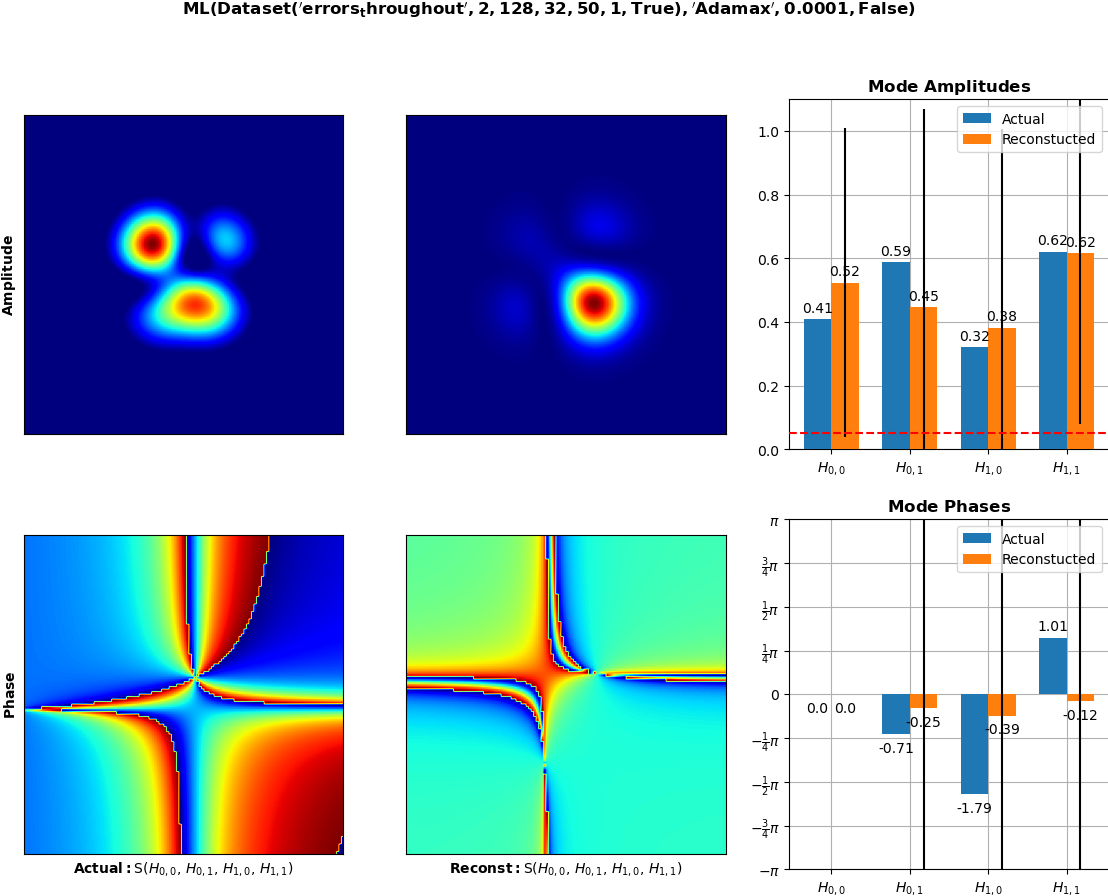 ML(Dataset('errors_throughout', 2, 128, 32, 50, 1, True), 'Adamax', 0.0001, False)
Mode Amplitudes
Amplitude
1.0
0.8
0.6
0.4
0.2
0.0
Actual
Reconstucted
0.41
0.52
0.59
0.45
0.32
0.38
0.62
0.62
H0,0
H0,1
H1,0
H1,1
Mode Phases
Phase
π
3/4π
1/2π
1/4π
0
-1/4π
-1/2π
-3/4π
-π
Actual
Reconstucted
0.0
0.0
-0.71
-0.25
-1.79
-0.39
1.01
-0.12
H0,0
H0,1
H1,0
H1,1
Actual: S(H0,0, H0,1, H1,0, H1,1)
Reconst: S(H0,0, H0,1, H1,0, H1,1)